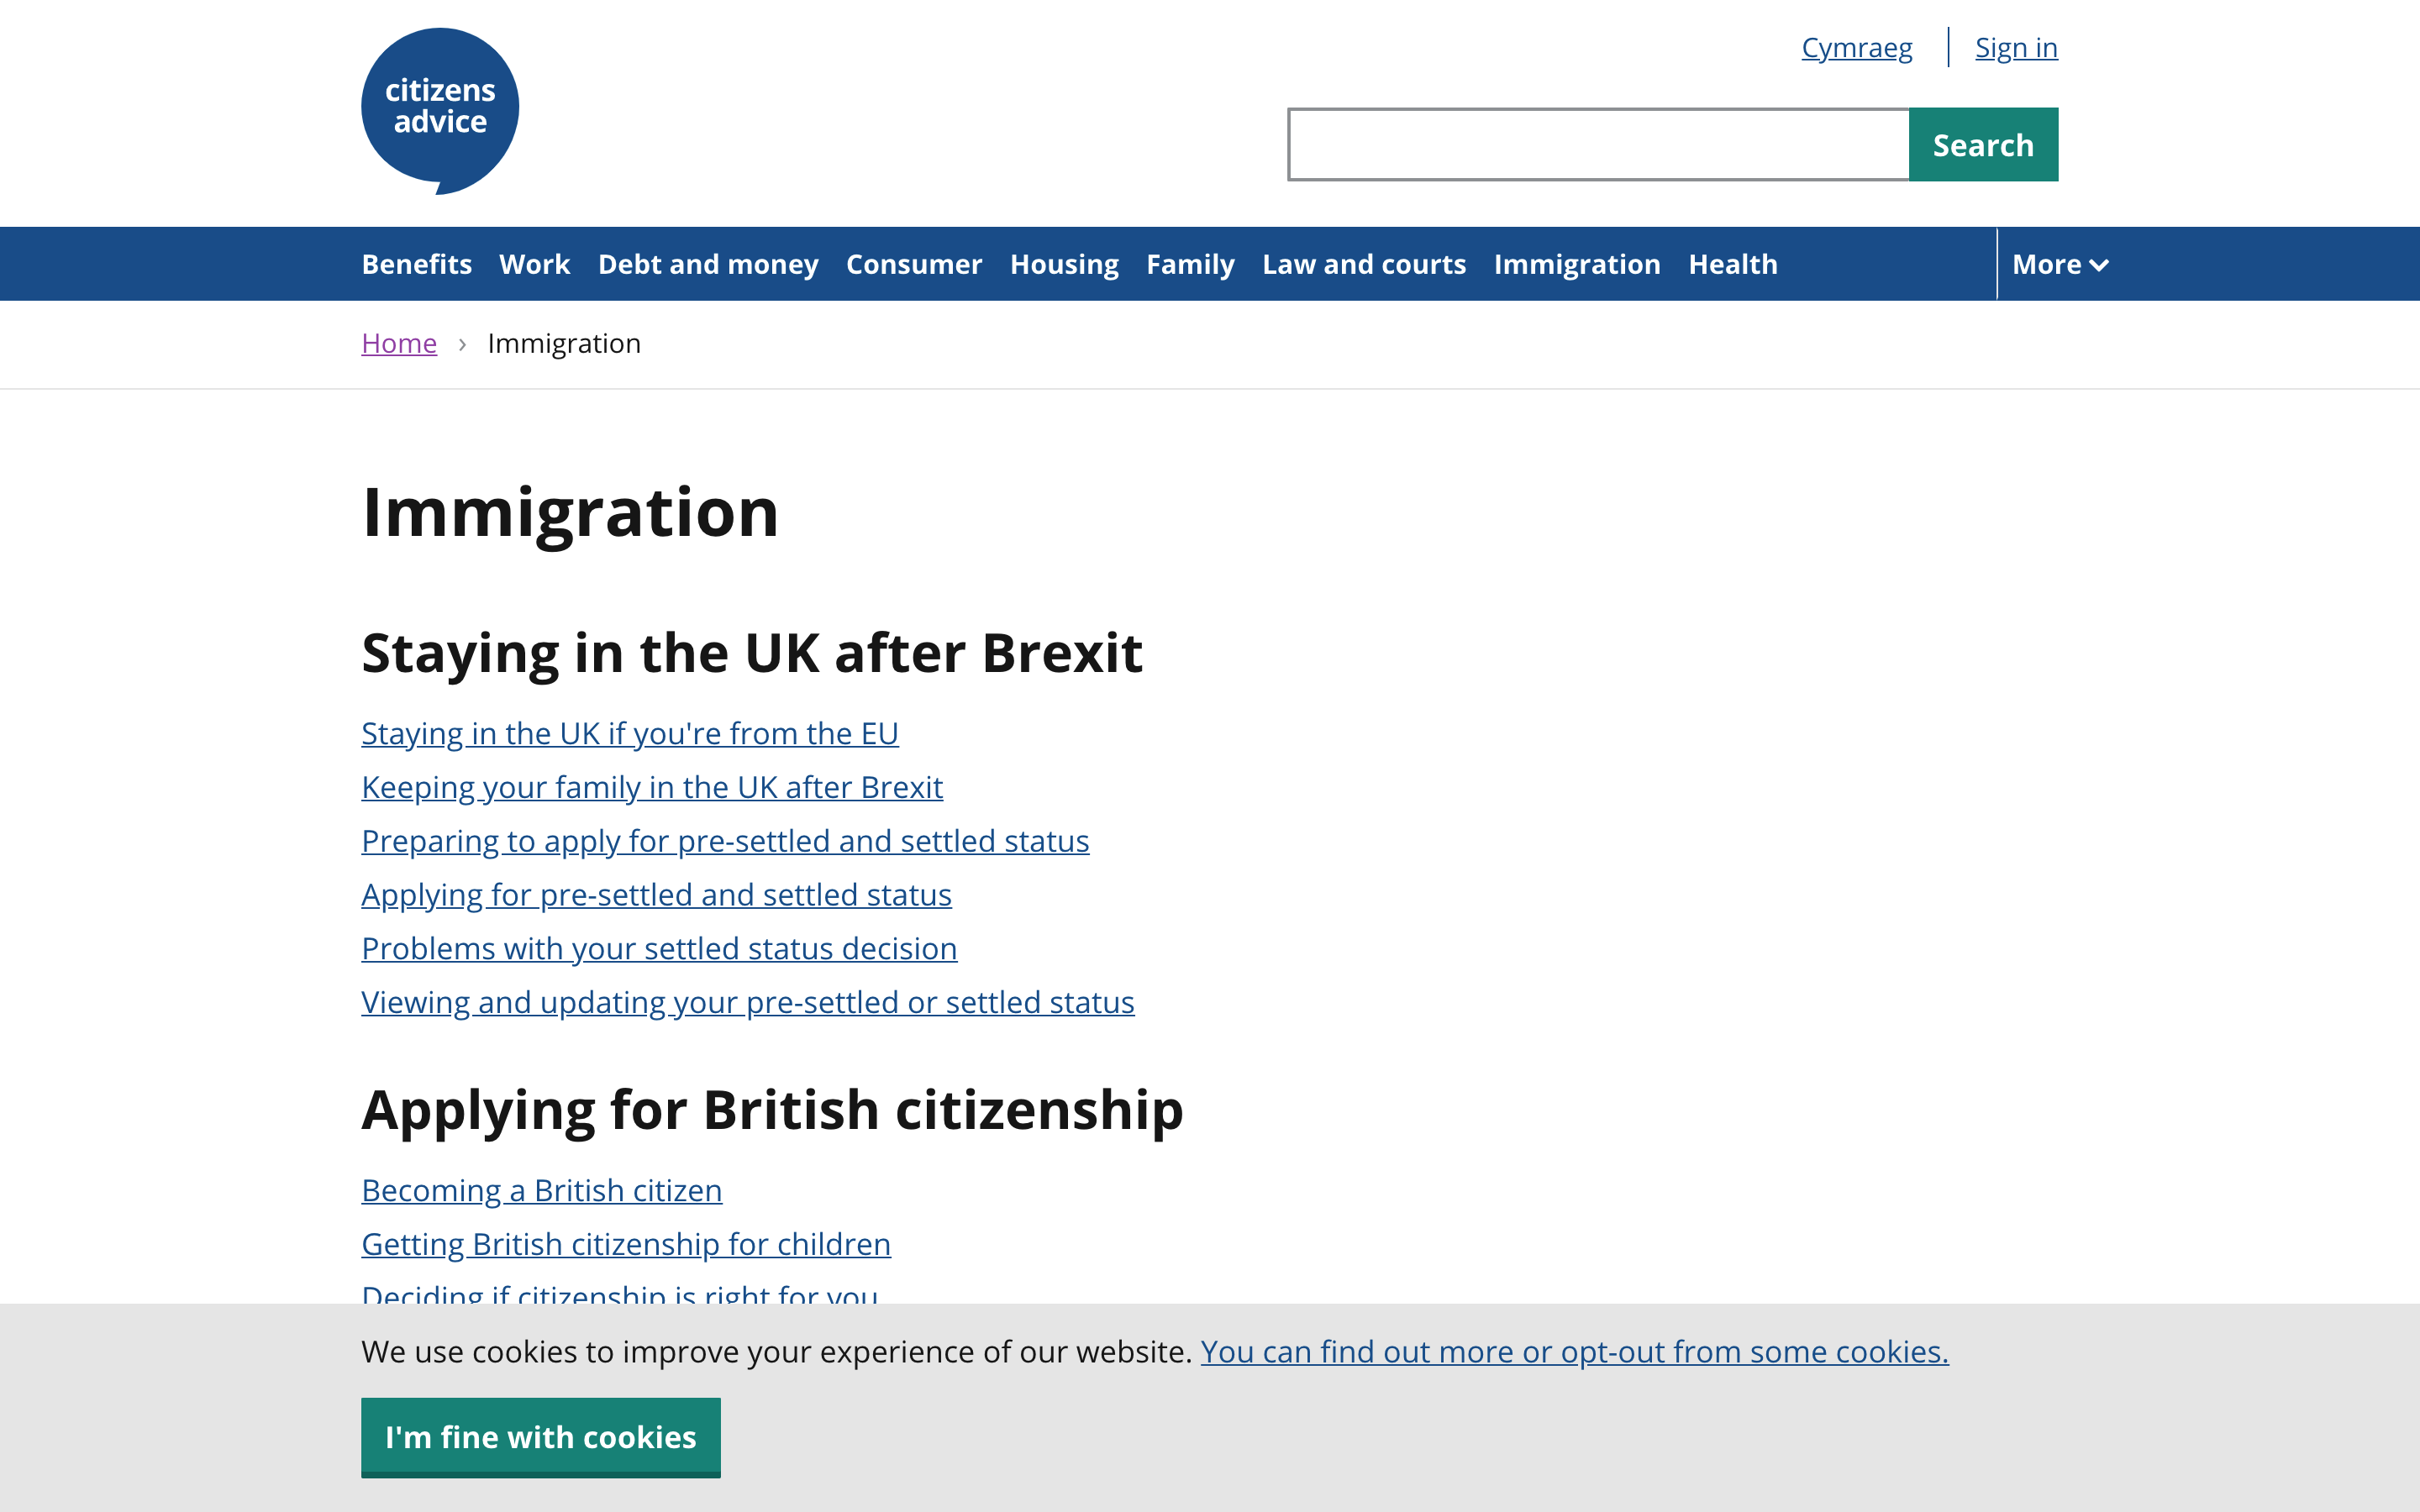 citizens
advice
Cymraeg
Sign in
Search
Benefits Work Debt and money Consumer Housing Family Law and courts Immigration Health More
Home › Immigration
Immigration
Staying in the UK after Brexit
Staying in the UK if you're from the EU
Keeping your family in the UK after Brexit
Preparing to apply for pre-settled and settled status
Applying for pre-settled and settled status
Problems with your settled status decision
Viewing and updating your pre-settled or settled status
Applying for British citizenship
Becoming a British citizen
Getting British citizenship for children
Deciding if citizenship is right for you
We use cookies to improve your experience of our website. You can find out more or opt-out from some cookies.
I'm fine with cookies